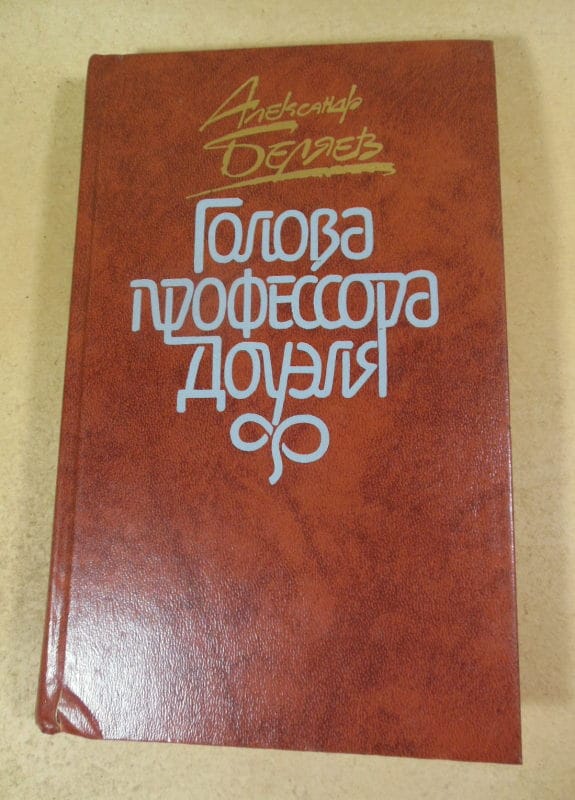 Александр
Беляев
Голова
профессора
Доуэля